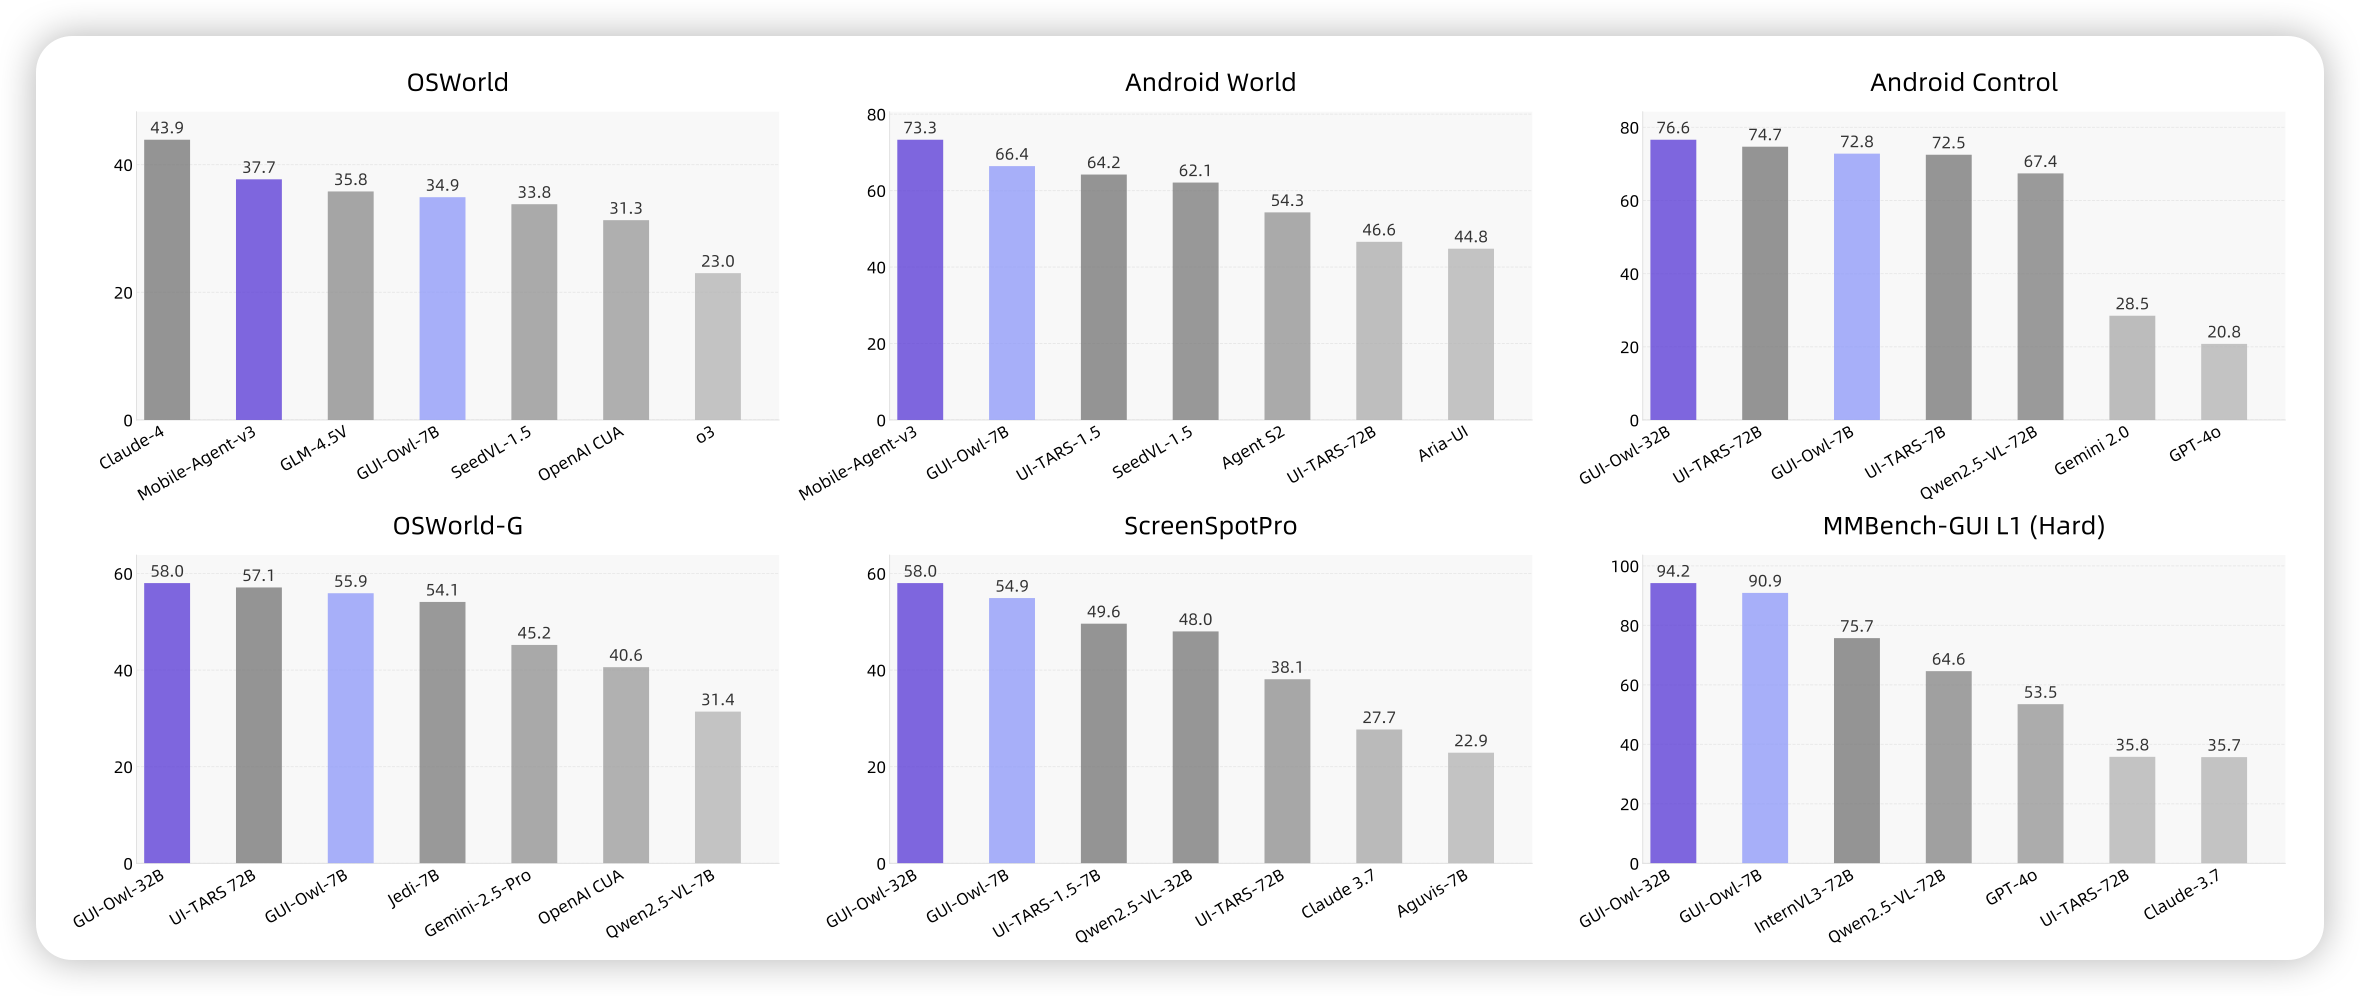 OSWorld
43.9
37.7
35.8
34.9
33.8
31.3
23.0
40
20
0
Claude-4
Mobile-Agent-v3
GLM-4.5V
GUI-Owl-7B
SeedVL-1.5
OpenAI CUA
o3
Android World
80
73.3
66.4
64.2
62.1
54.3
46.6
44.8
60
40
20
0
Mobile-Agent-v3
GUI-Owl-7B
UI-TARS-1.5
SeedVL-1.5
Agent S2
UI-TARS-72B
Aria-UI
Android Control
80
76.6
74.7
72.8
72.5
67.4
28.5
20.8
60
40
20
0
GUI-Owl-32B
UI-TARS-72B
GUI-Owl-7B
UI-TARS-7B
Qwen2.5-VL-72B
Gemini 2.0
GPT-4o
OSWorld-G
60
58.0
57.1
55.9
54.1
45.2
40.6
31.4
40
20
0
GUI-Owl-32B
UI-TARS 72B
GUI-Owl-7B
Jedi-7B
Gemini-2.5-Pro
OpenAI CUA
Qwen2.5-VL-7B
ScreenSpotPro
60
58.0
54.9
49.6
48.0
38.1
27.7
22.9
40
20
0
GUI-Owl-32B
GUI-Owl-7B
UI-TARS-1.5-7B
Qwen2.5-VL-32B
UI-TARS-72B
Claude 3.7
Aguvis-7B
MMBench-GUI L1 (Hard)
100
94.2
90.9
75.7
64.6
53.5
35.8
35.7
80
60
40
20
0
GUI-Owl-32B
GUI-Owl-7B
InternVL3-72B
Qwen2.5-VL-72B
GPT-4o
UI-TARS-72B
Claude-3.7